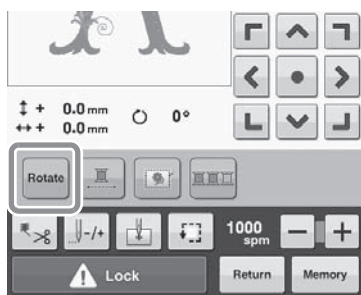 + 0.0 mm
+ 0.0 mm
0°
Rotate
-/+
1000 spm
− +
Lock
Return
Memory